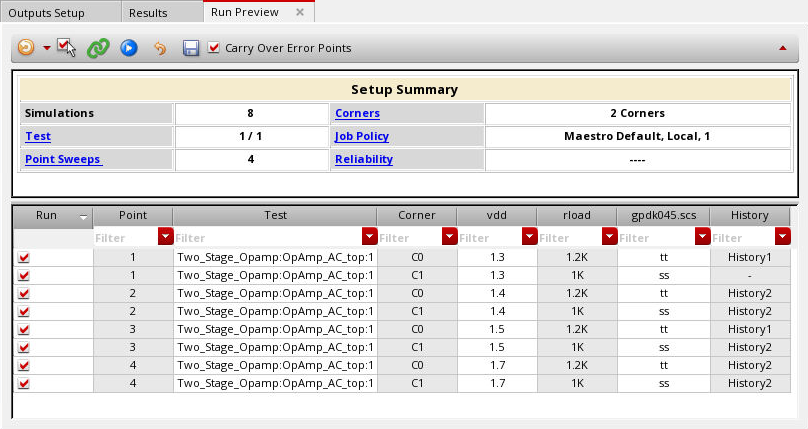 Outputs Setup Results Run Preview
Carry Over Error Points
Setup Summary
Simulations 8 Corners 2 Corners
Test 1 / 1 Job Policy Maestro Default, Local, 1
Point Sweeps 4 Reliability ----
Run Point Test Corner vdd rload gpdk045.scs History
Filter Filter Filter Filter Filter Filter Filter
1 Two_Stage_Opamp:OpAmp_AC_top:1 C0 1.3 1.2K tt History1
1 Two_Stage_Opamp:OpAmp_AC_top:1 C1 1.3 1K ss -
2 Two_Stage_Opamp:OpAmp_AC_top:1 C0 1.4 1.2K tt History2
2 Two_Stage_Opamp:OpAmp_AC_top:1 C1 1.4 1K ss History2
3 Two_Stage_Opamp:OpAmp_AC_top:1 C0 1.5 1.2K tt History1
3 Two_Stage_Opamp:OpAmp_AC_top:1 C1 1.5 1K ss History2
4 Two_Stage_Opamp:OpAmp_AC_top:1 C0 1.7 1.2K tt History2
4 Two_Stage_Opamp:OpAmp_AC_top:1 C1 1.7 1K ss History2